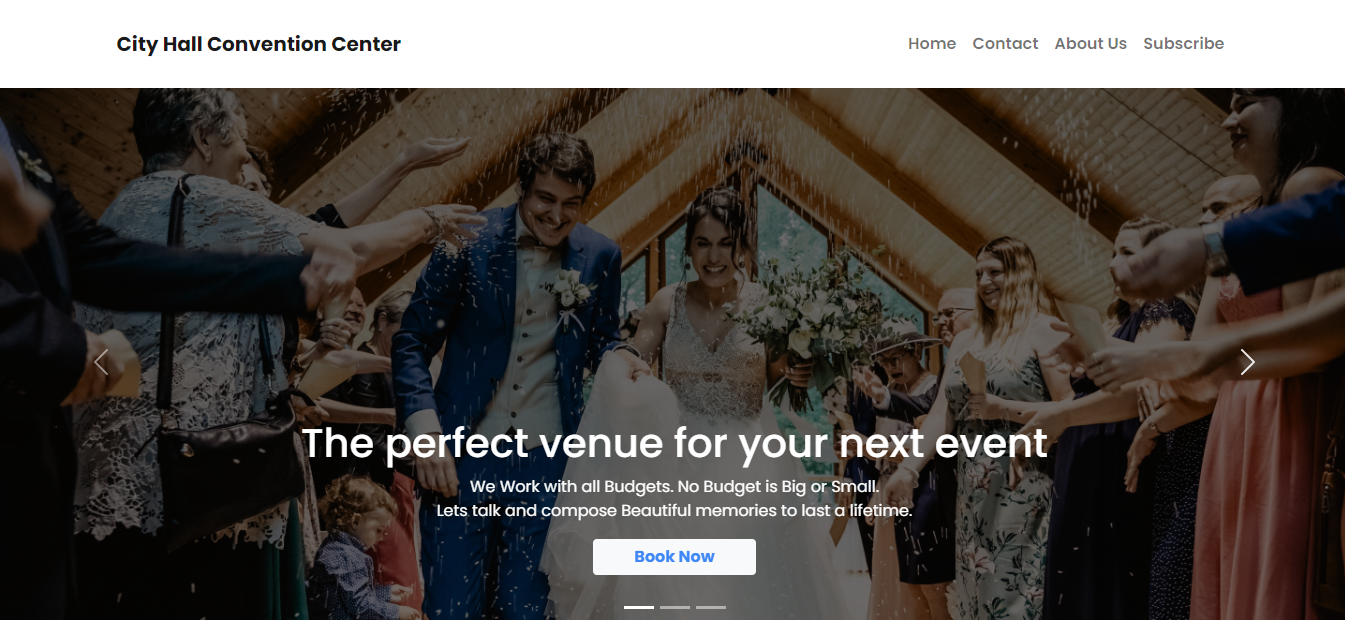 City Hall Convention Center
Home Contact About Us Subscribe
The perfect venue for your next event
We Work with all Budgets. No Budget is Big or Small.
Lets talk and compose Beautiful memories to last a lifetime.
Book Now